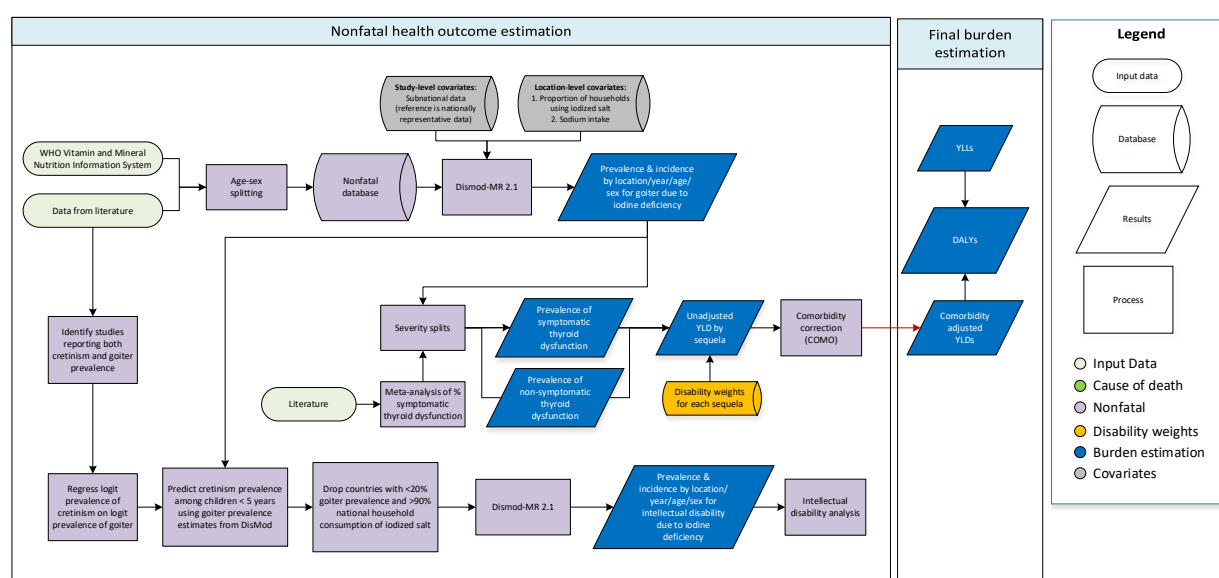 Nonfatal health outcome estimation
Final burden
estimation
Legend
Input data
Database
Results
Process
Input Data
Cause of death
Nonfatal
Disability weights
Burden estimation
Covariates
Study-level covariates:
Subnational data
(reference is nationally
representative data)
Location-level covariates:
1. Proportion of households
using iodized salt
2. Sodium intake
WHO Vitamin and Mineral
Nutrition Information System
Data from literature
Age-sex
splitting
Nonfatal
database
Dismod-MR 2.1
Prevalence & incidence
by location/year/age/
sex for goiter due to
iodine deficiency
YLLs
DALYs
Identify studies
reporting both
cretinism and goiter
prevalence
Severity splits
Prevalence of
symptomatic
thyroid dysfunction
Prevalence of
non-symptomatic
thyroid dysfunction
Unadjusted
YLD by
sequela
Comorbidity
correction
(COMO)
Comorbidity
adjusted
YLDs
Literature
Meta-analysis of %
symptomatic
thyroid dysfunction
Disability weights
for each sequela
Regress logit
prevalence of
cretinism on logit
prevalence of goiter
Predict cretinism prevalence
among children < 5 years
using goiter prevalence
estimates from DisMod
Drop countries with <20%
goiter prevalence and >90%
national household
consumption of iodized salt
Dismod-MR 2.1
Prevalence &
incidence by location/
year/age/sex for
intellectual disability
due to iodine
deficiency
Intellectual
disability analysis